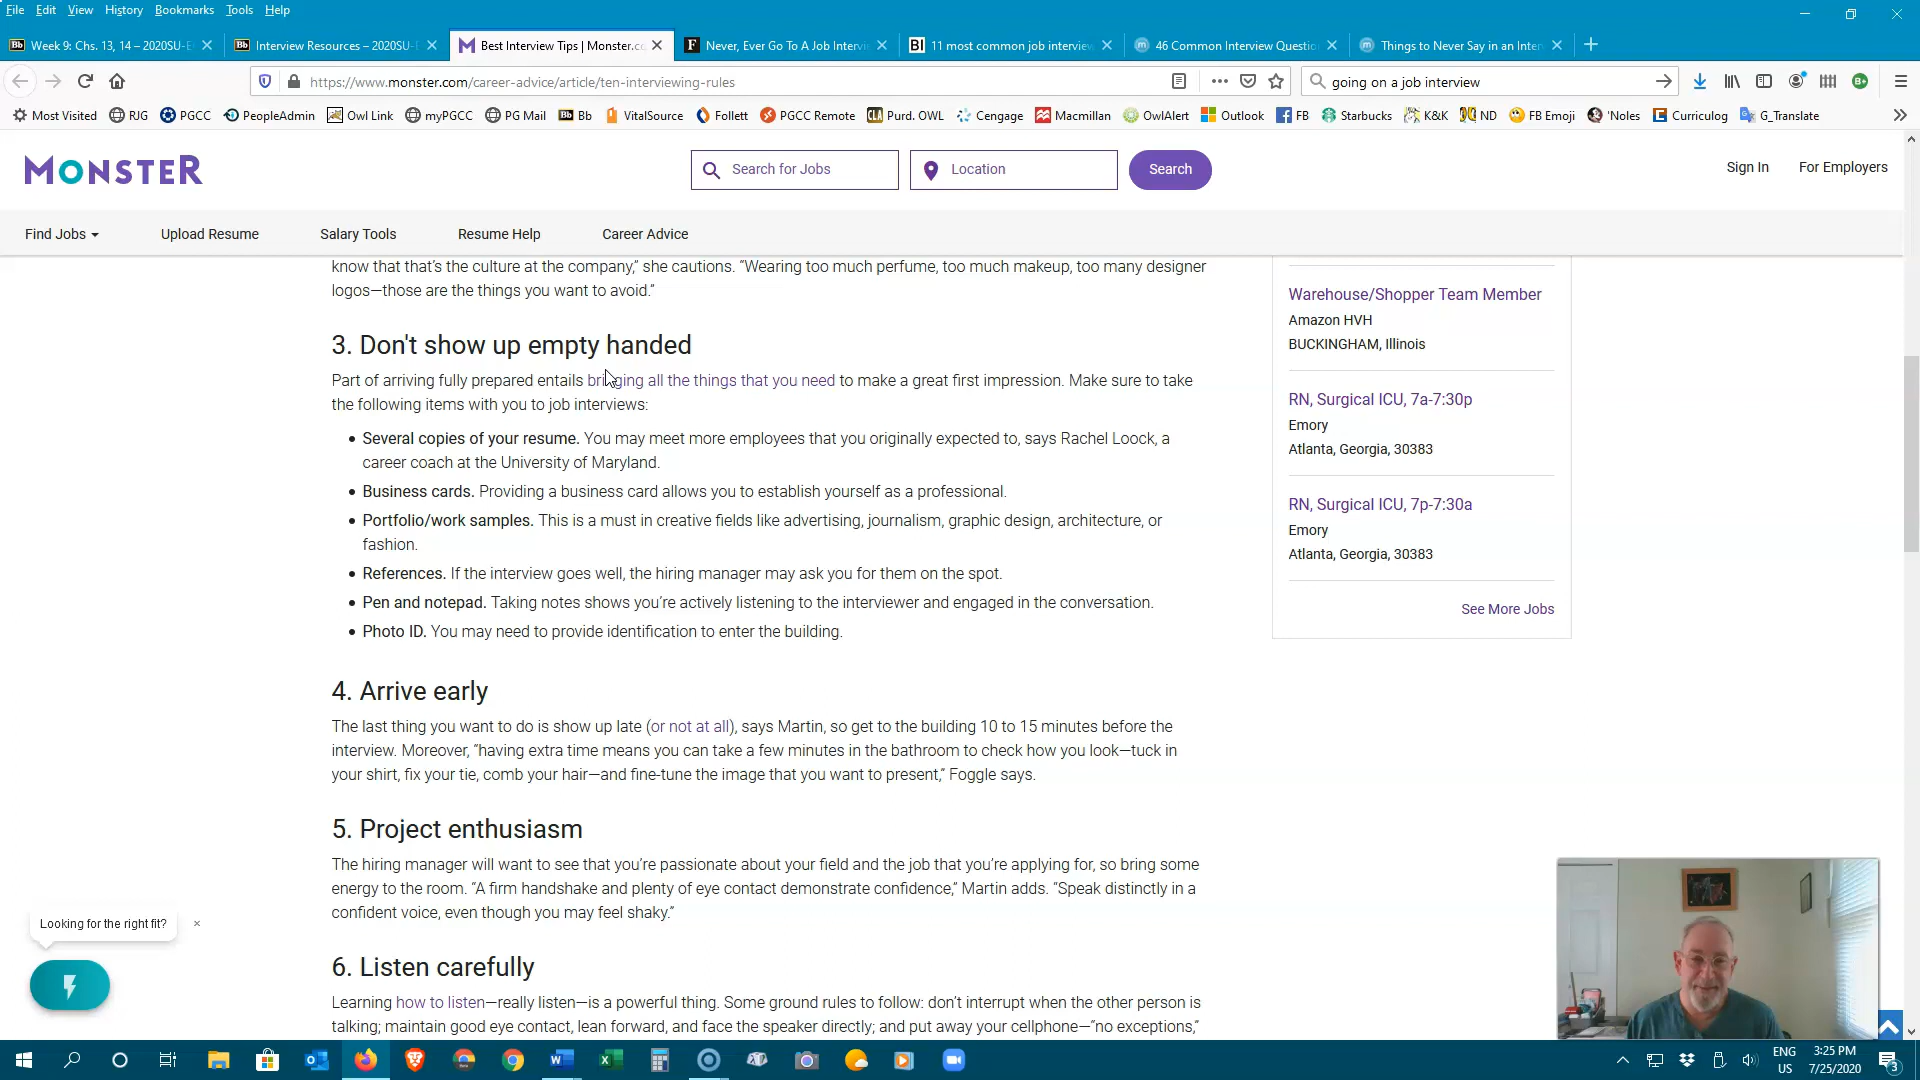 File Edit View History Bookmarks Tools Help
Week 9: Chs. 13, 14 – 2020SU-E
Interview Resources – 2020SU-
Best Interview Tips | Monster.co
Never, Ever Go To A Job Intervi
11 most common job interview
46 Common Interview Questio
Things to Never Say in an Inter
https://www.monster.com/career-advice/article/ten-interviewing-rules
going on a job interview
Most Visited RJG PGCC PeopleAdmin Owl Link myPGCC PG Mail Bb VitalSource Follett PGCC Remote Purd. OWL Cengage Macmillan OwlAlert Outlook FB Starbucks K&K ND FB Emoji 'Noles Curriculog G_Translate
MONSTER
Search for Jobs
Location
Search
Sign In
For Employers
Find Jobs
Upload Resume
Salary Tools
Resume Help
Career Advice
know that that's the culture at the company,” she cautions. “Wearing too much perfume, too much makeup, too many designer
logos—those are the things you want to avoid.”
3. Don't show up empty handed
Part of arriving fully prepared entails bringing all the things that you need to make a great first impression. Make sure to take
the following items with you to job interviews:
Several copies of your resume. You may meet more employees that you originally expected to, says Rachel Loock, a
career coach at the University of Maryland.
Business cards. Providing a business card allows you to establish yourself as a professional.
Portfolio/work samples. This is a must in creative fields like advertising, journalism, graphic design, architecture, or
fashion.
References. If the interview goes well, the hiring manager may ask you for them on the spot.
Pen and notepad. Taking notes shows you’re actively listening to the interviewer and engaged in the conversation.
Photo ID. You may need to provide identification to enter the building.
4. Arrive early
The last thing you want to do is show up late (or not at all), says Martin, so get to the building 10 to 15 minutes before the
interview. Moreover, “having extra time means you can take a few minutes in the bathroom to check how you look—tuck in
your shirt, fix your tie, comb your hair—and fine-tune the image that you want to present,” Foggle says.
5. Project enthusiasm
The hiring manager will want to see that you’re passionate about your field and the job that you’re applying for, so bring some
energy to the room. “A firm handshake and plenty of eye contact demonstrate confidence,” Martin adds. “Speak distinctly in a
confident voice, even though you may feel shaky.”
6. Listen carefully
Learning how to listen—really listen—is a powerful thing. Some ground rules to follow: don’t interrupt when the other person is
talking; maintain good eye contact, lean forward, and face the speaker directly; and put away your cellphone—“no exceptions,”
Warehouse/Shopper Team Member
Amazon HVH
BUCKINGHAM, Illinois
RN, Surgical ICU, 7a-7:30p
Emory
Atlanta, Georgia, 30383
RN, Surgical ICU, 7p-7:30a
Emory
Atlanta, Georgia, 30383
See More Jobs
Looking for the right fit?
ENG
US
3:25 PM
7/25/2020
3